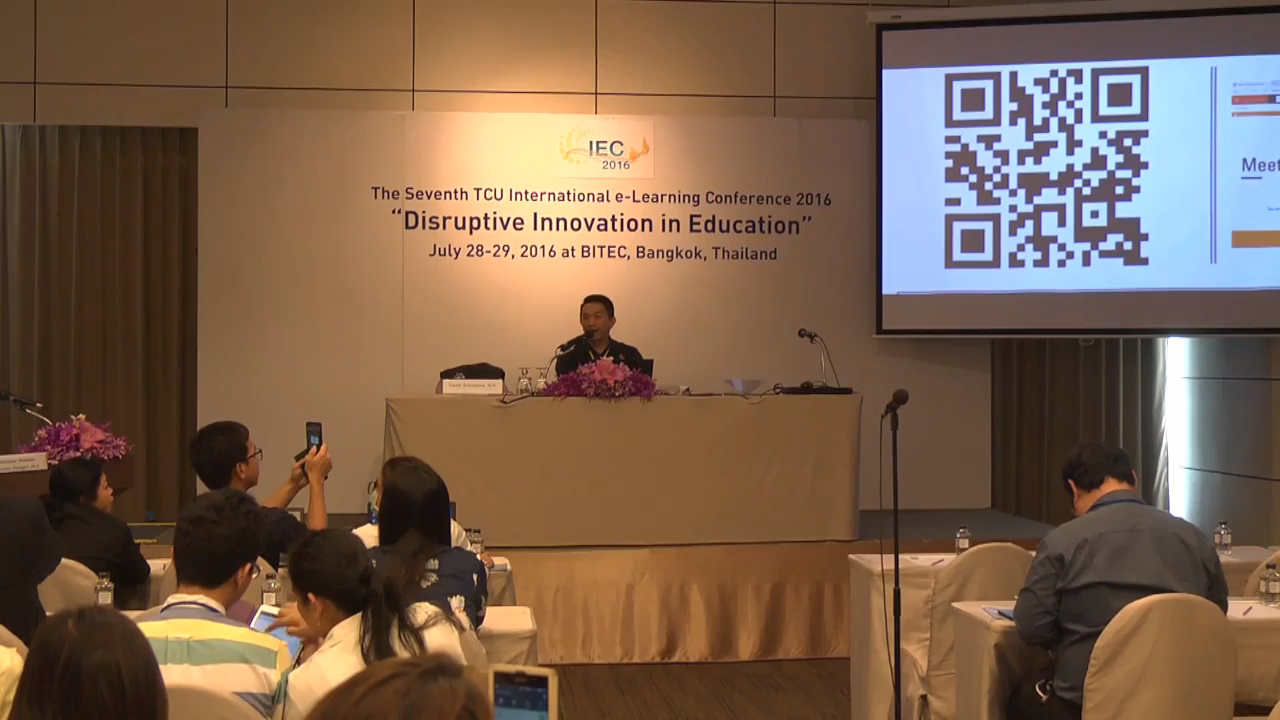 IEC
2016
The Seventh TCU International e-Learning Conference 2016
“Disruptive Innovation in Education”
July 28-29, 2016 at BITEC, Bangkok, Thailand
Meet